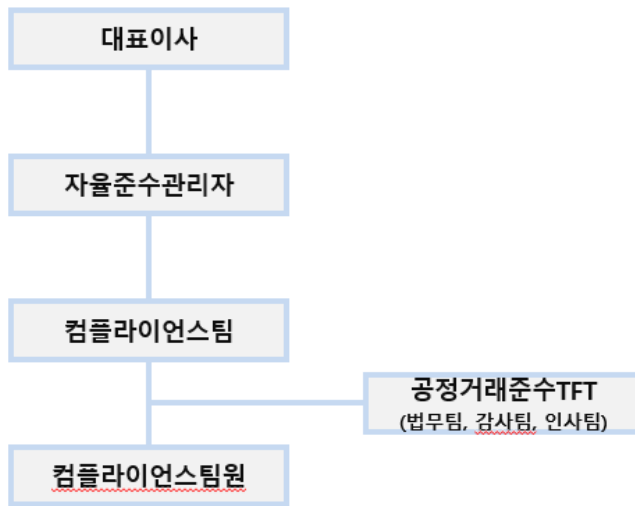 대표이사
자율준수관리자
컴플라이언스팀
공정거래준수TFT
(법무팀, 감사팀, 인사팀)
컴플라이언스팀원